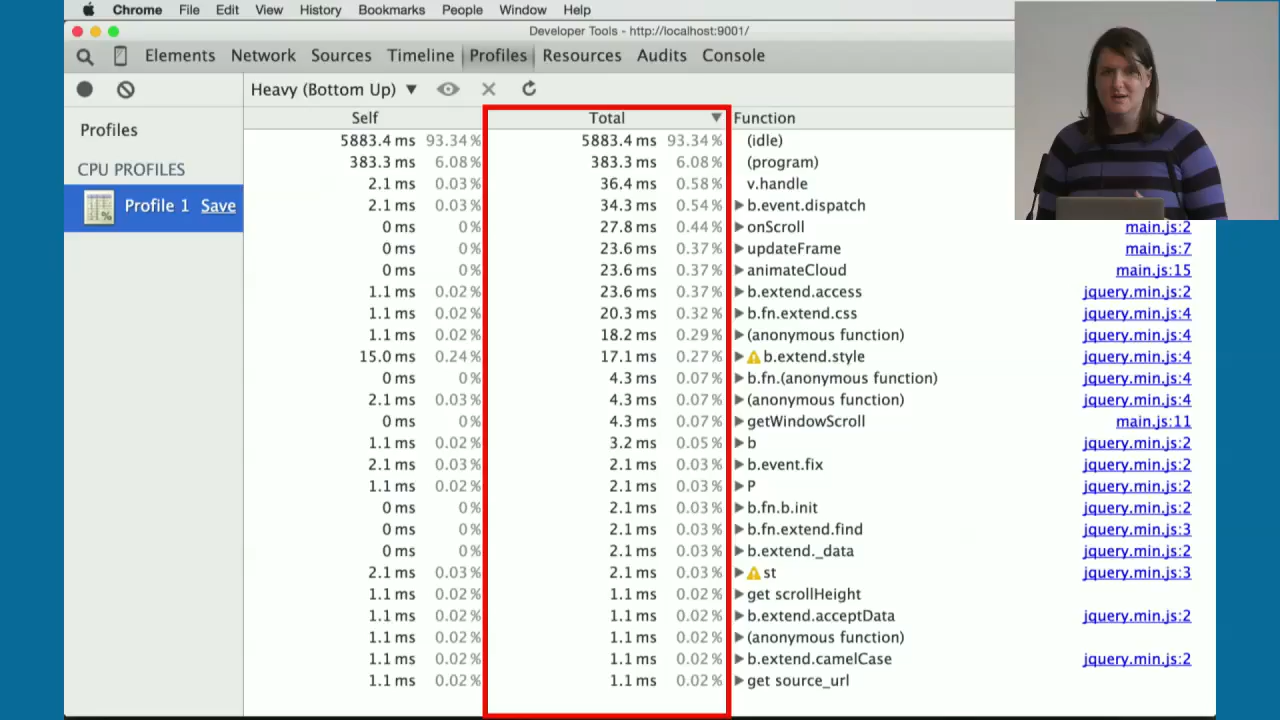 Chrome File Edit View History Bookmarks People Window Help
Developer Tools - http://localhost:9001/
Elements Network Sources Timeline Profiles Resources Audits Console
Heavy (Bottom Up) ▼
Profiles
CPU PROFILES
Profile 1 Save
%
Self Total ▼ Function
5883.4 ms 93.34 % 5883.4 ms 93.34 % (idle)
383.3 ms 6.08 % 383.3 ms 6.08 % (program)
2.1 ms 0.03 % 36.4 ms 0.58 % v.handle
2.1 ms 0.03 % 34.3 ms 0.54 % ▶ b.event.dispatch
0 ms 0 % 27.8 ms 0.44 % ▶ onScroll main.js:2
0 ms 0 % 23.6 ms 0.37 % ▶ updateFrame main.js:7
0 ms 0 % 23.6 ms 0.37 % ▶ animateCloud main.js:15
1.1 ms 0.02 % 23.6 ms 0.37 % ▶ b.extend.access jquery.min.js:2
1.1 ms 0.02 % 20.3 ms 0.32 % ▶ b.fn.extend.css jquery.min.js:4
1.1 ms 0.02 % 18.2 ms 0.29 % ▶ (anonymous function) jquery.min.js:4
15.0 ms 0.24 % 17.1 ms 0.27 % ▶ b.extend.style jquery.min.js:4
0 ms 0 % 4.3 ms 0.07 % ▶ b.fn.(anonymous function) jquery.min.js:4
2.1 ms 0.03 % 4.3 ms 0.07 % ▶ (anonymous function) jquery.min.js:4
0 ms 0 % 4.3 ms 0.07 % ▶ getWindowScroll main.js:11
1.1 ms 0.02 % 3.2 ms 0.05 % ▶ b jquery.min.js:2
2.1 ms 0.03 % 2.1 ms 0.03 % ▶ b.event.fix jquery.min.js:2
1.1 ms 0.02 % 2.1 ms 0.03 % ▶ P jquery.min.js:2
0 ms 0 % 2.1 ms 0.03 % ▶ b.fn.b.init jquery.min.js:2
0 ms 0 % 2.1 ms 0.03 % ▶ b.fn.extend.find jquery.min.js:3
0 ms 0 % 2.1 ms 0.03 % ▶ b.extend._data jquery.min.js:2
2.1 ms 0.03 % 2.1 ms 0.03 % ▶ st jquery.min.js:3
1.1 ms 0.02 % 1.1 ms 0.02 % ▶ get scrollHeight
1.1 ms 0.02 % 1.1 ms 0.02 % ▶ b.extend.acceptData jquery.min.js:2
1.1 ms 0.02 % 1.1 ms 0.02 % ▶ (anonymous function)
1.1 ms 0.02 % 1.1 ms 0.02 % ▶ b.extend.camelCase jquery.min.js:2
1.1 ms 0.02 % 1.1 ms 0.02 % ▶ get source_url